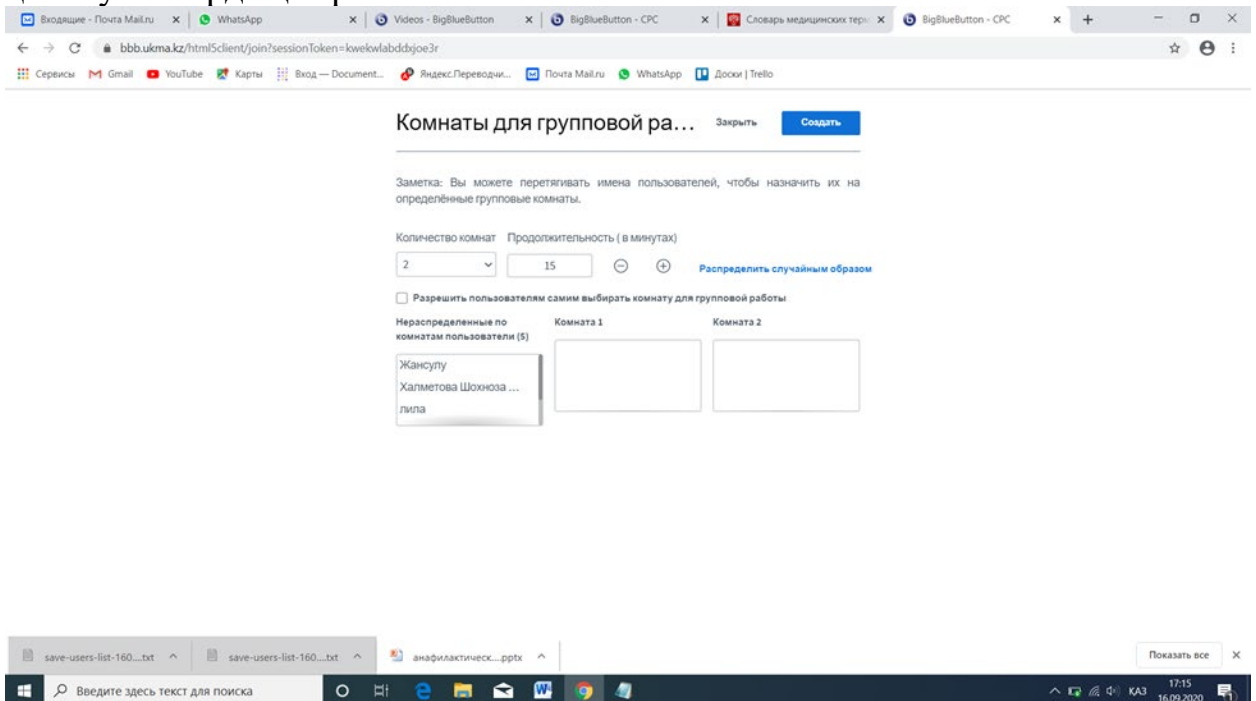 Входящие - Почта Mail.ru
WhatsApp
Videos - BigBlueButton
BigBlueButton - СРС
Словарь медицинских терм
BigBlueButton - СРС
bbb.ukma.kz/html5client/join?sessionToken=kwekwlabddxjoe3r
Сервисы Gmail YouTube Карты Вход — Document... Яндекс.Переводчи... Почта Mail.ru WhatsApp Доски | Trello
Комнаты для групповой ра... Закрыть Создать
Заметка: Вы можете перетягивать имена пользователей, чтобы назначить их на
определённые групповые комнаты.
Количество комнат Продолжительность ( в минутах)
2 15 Распределить случайным образом
Разрешить пользователям самим выбирать комнату для групповой работы
Нераспределенные по Комната 1 Комната 2
комнатам пользователи (5)
Жансулу
Халметова Шохноза ...
лила
save-users-list-160....txt save-users-list-160....txt анафилактическ....pptx Показать все
Введите здесь текст для поиска
КАЗ 17:15
16.09.2020